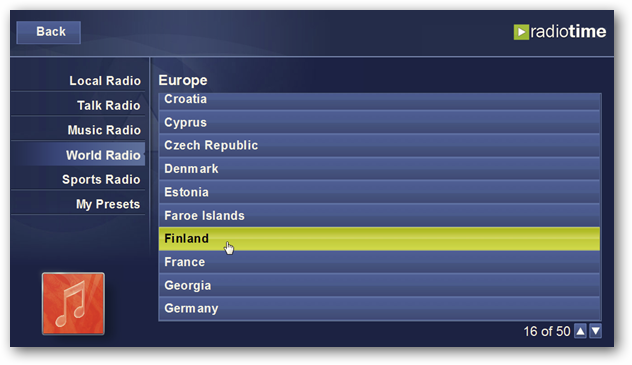 Back
radiotime
Local Radio
Talk Radio
Music Radio
World Radio
Sports Radio
My Presets
Europe
Croatia
Cyprus
Czech Republic
Denmark
Estonia
Faroe Islands
Finland
France
Georgia
Germany
16 of 50